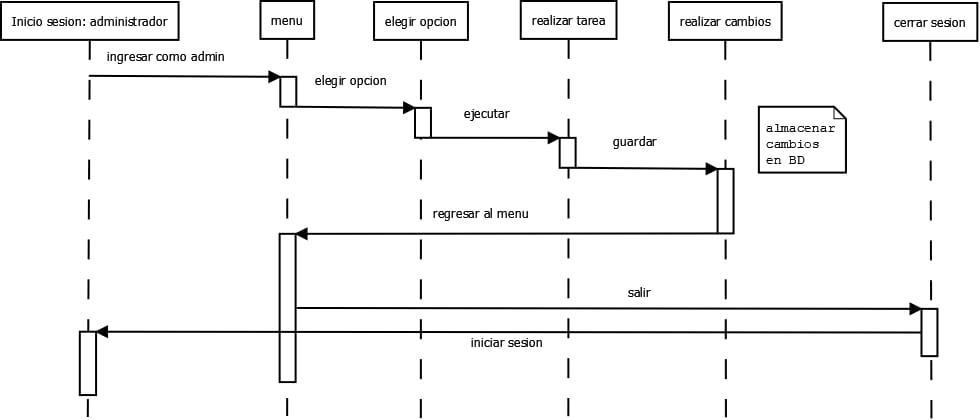 Inicio sesion: administrador
menu
elegir opcion
realizar tarea
realizar cambios
cerrar sesion
ingresar como admin
elegir opcion
ejecutar
guardar
almacenar
cambios
en BD
regresar al menu
salir
iniciar sesion